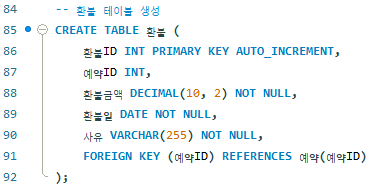 84 -- 환불 테이블 생성
85 CREATE TABLE 환불 (
86 환불ID INT PRIMARY KEY AUTO_INCREMENT,
87 예약ID INT,
88 환불금액 DECIMAL(10, 2) NOT NULL,
89 환불일 DATE NOT NULL,
90 사유 VARCHAR(255) NOT NULL,
91 FOREIGN KEY (예약ID) REFERENCES 예약(예약ID)
92 );